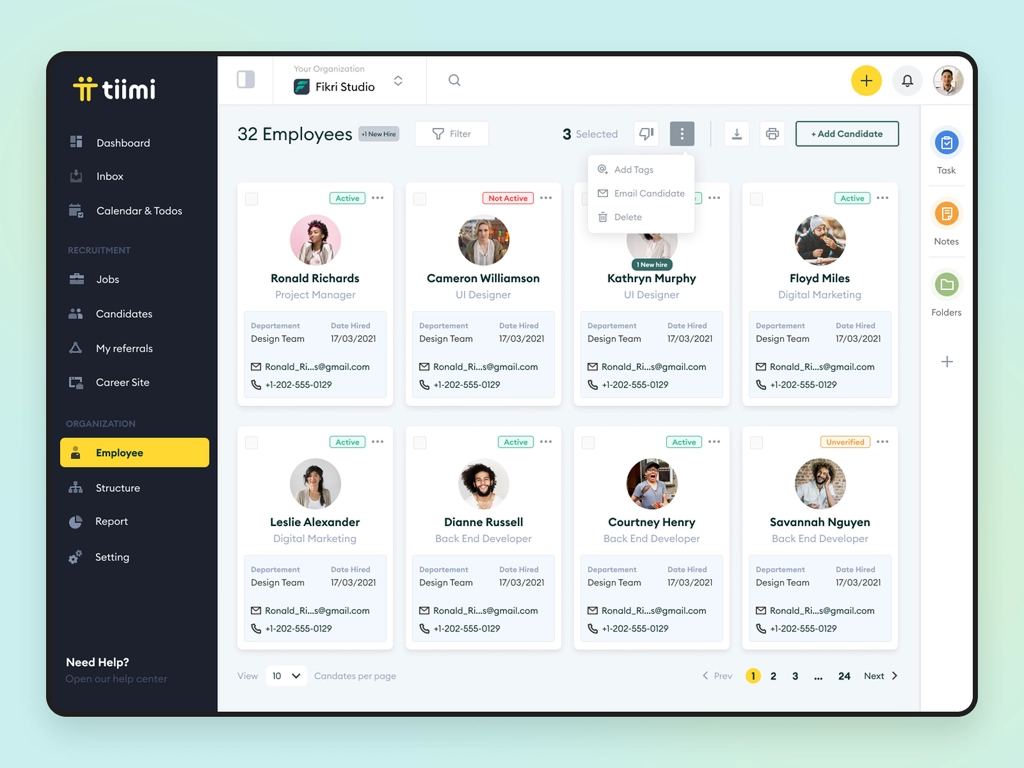 tiimi
Dashboard
Inbox
Calendar & Todos
RECRUITMENT
Jobs
Candidates
My referrals
Career Site
ORGANIZATION
Employee
Structure
Report
Setting
Need Help?
Open our help center
Your Organization
Fikri Studio
32 Employees +1 New Hire Filter 3 Selected + Add Candidate
Add Tags
Email Candidate
Delete
Active
Ronald Richards
Project Manager
Departement Date Hired
Design Team 17/03/2021
Ronald_Ri...s@gmail.com
+1-202-555-0129
Not Active
Cameron Williamson
UI Designer
Departement Date Hired
Design Team 17/03/2021
Ronald_Ri...s@gmail.com
+1-202-555-0129
1 New hire
Kathryn Murphy
UI Designer
Departement Date Hired
Design Team 17/03/2021
Ronald_Ri...s@gmail.com
+1-202-555-0129
Active
Floyd Miles
Digital Marketing
Departement Date Hired
Design Team 17/03/2021
Ronald_Ri...s@gmail.com
+1-202-555-0129
Active
Leslie Alexander
Digital Marketing
Departement Date Hired
Design Team 17/03/2021
Ronald_Ri...s@gmail.com
+1-202-555-0129
Active
Dianne Russell
Back End Developer
Departement Date Hired
Design Team 17/03/2021
Ronald_Ri...s@gmail.com
+1-202-555-0129
Active
Courtney Henry
Back End Developer
Departement Date Hired
Design Team 17/03/2021
Ronald_Ri...s@gmail.com
+1-202-555-0129
Unverified
Savannah Nguyen
Back End Developer
Departement Date Hired
Design Team 17/03/2021
Ronald_Ri...s@gmail.com
+1-202-555-0129
View 10 Candates per page
Prev 1 2 3 ... 24 Next
Task
Notes
Folders